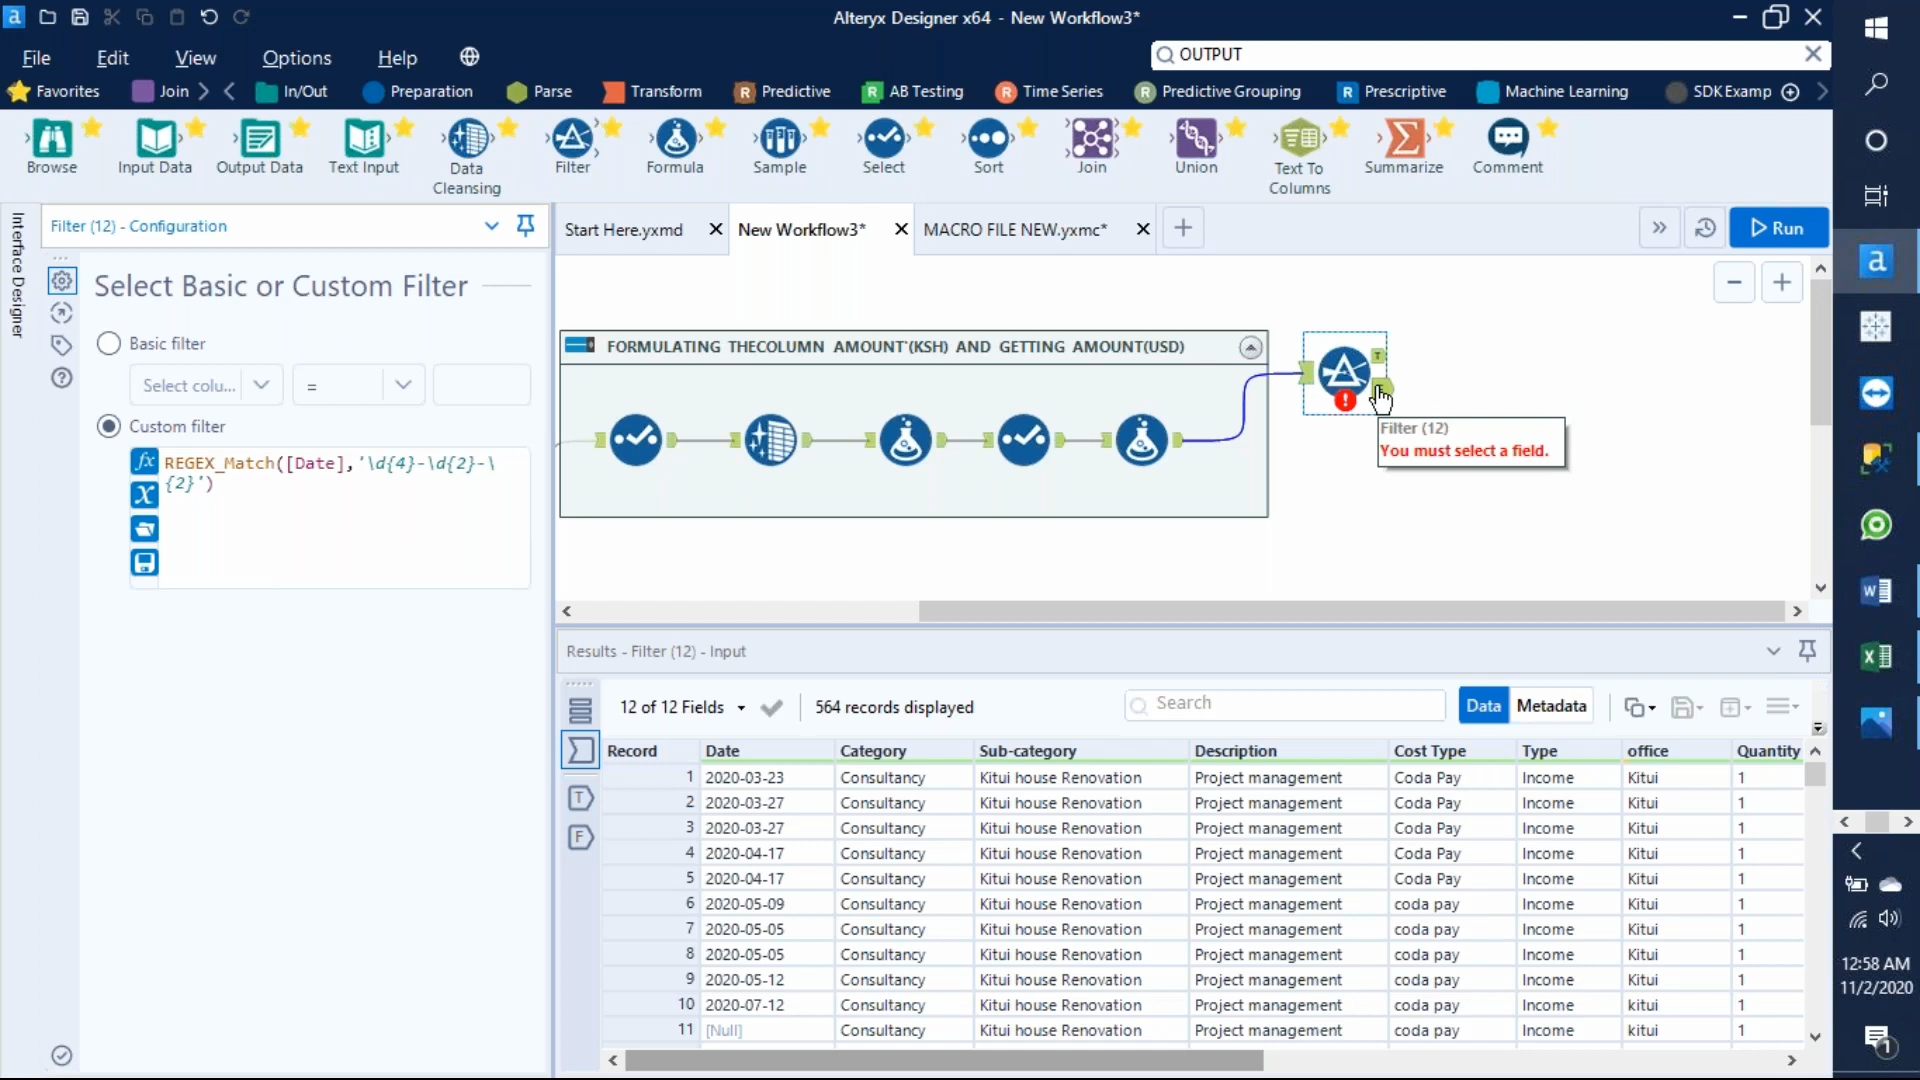 Alteryx Designer x64 - New Workflow3*
File Edit View Options Help
OUTPUT
Favorites Join In/Out Preparation Parse Transform Predictive AB Testing Time Series Predictive Grouping Prescriptive Machine Learning SDK Examp
Browse Input Data Output Data Text Input Data Cleansing Filter Formula Sample Select Sort Join Union Text To Columns Summarize Comment
Interface Designer
Filter (12) - Configuration
Start Here.yxmd New Workflow3* MACRO FILE NEW.yxmc* Run
Select Basic or Custom Filter
Basic filter
Select colu... =
Custom filter
REGEX_Match([Date],'\d{4}-\d{2}-\
{2}')
FORMULATING THECOLUMN AMOUNT'(KSH) AND GETTING AMOUNT(USD)
T
Filter (12)
You must select a field.
Results - Filter (12) - Input
12 of 12 Fields 564 records displayed Search Data Metadata
Record Date Category Sub-category Description Cost Type Type office Quantity
1 2020-03-23 Consultancy Kitui house Renovation Project management Coda Pay Income Kitui 1
2 2020-03-27 Consultancy Kitui house Renovation Project management Coda Pay Income Kitui 1
3 2020-03-27 Consultancy Kitui house Renovation Project management Coda Pay Income Kitui 1
4 2020-04-17 Consultancy Kitui house Renovation Project management Coda Pay Income Kitui 1
5 2020-04-17 Consultancy Kitui house Renovation Project management Coda Pay Income Kitui 1
6 2020-05-09 Consultancy Kitui house Renovation Project management coda pay Income Kitui 1
7 2020-05-05 Consultancy Kitui house Renovation Project management coda pay Income Kitui 1
8 2020-05-05 Consultancy Kitui house Renovation Project management coda pay Income Kitui 1
9 2020-05-12 Consultancy Kitui house Renovation Project management coda pay Income Kitui 1
10 2020-07-12 Consultancy Kitui house Renovation Project management coda pay Income kitui 1
11 [Null] Consultancy Kitui house Renovation Project management coda pay Income kitui 1
T
F
12:58 AM
11/2/2020
1